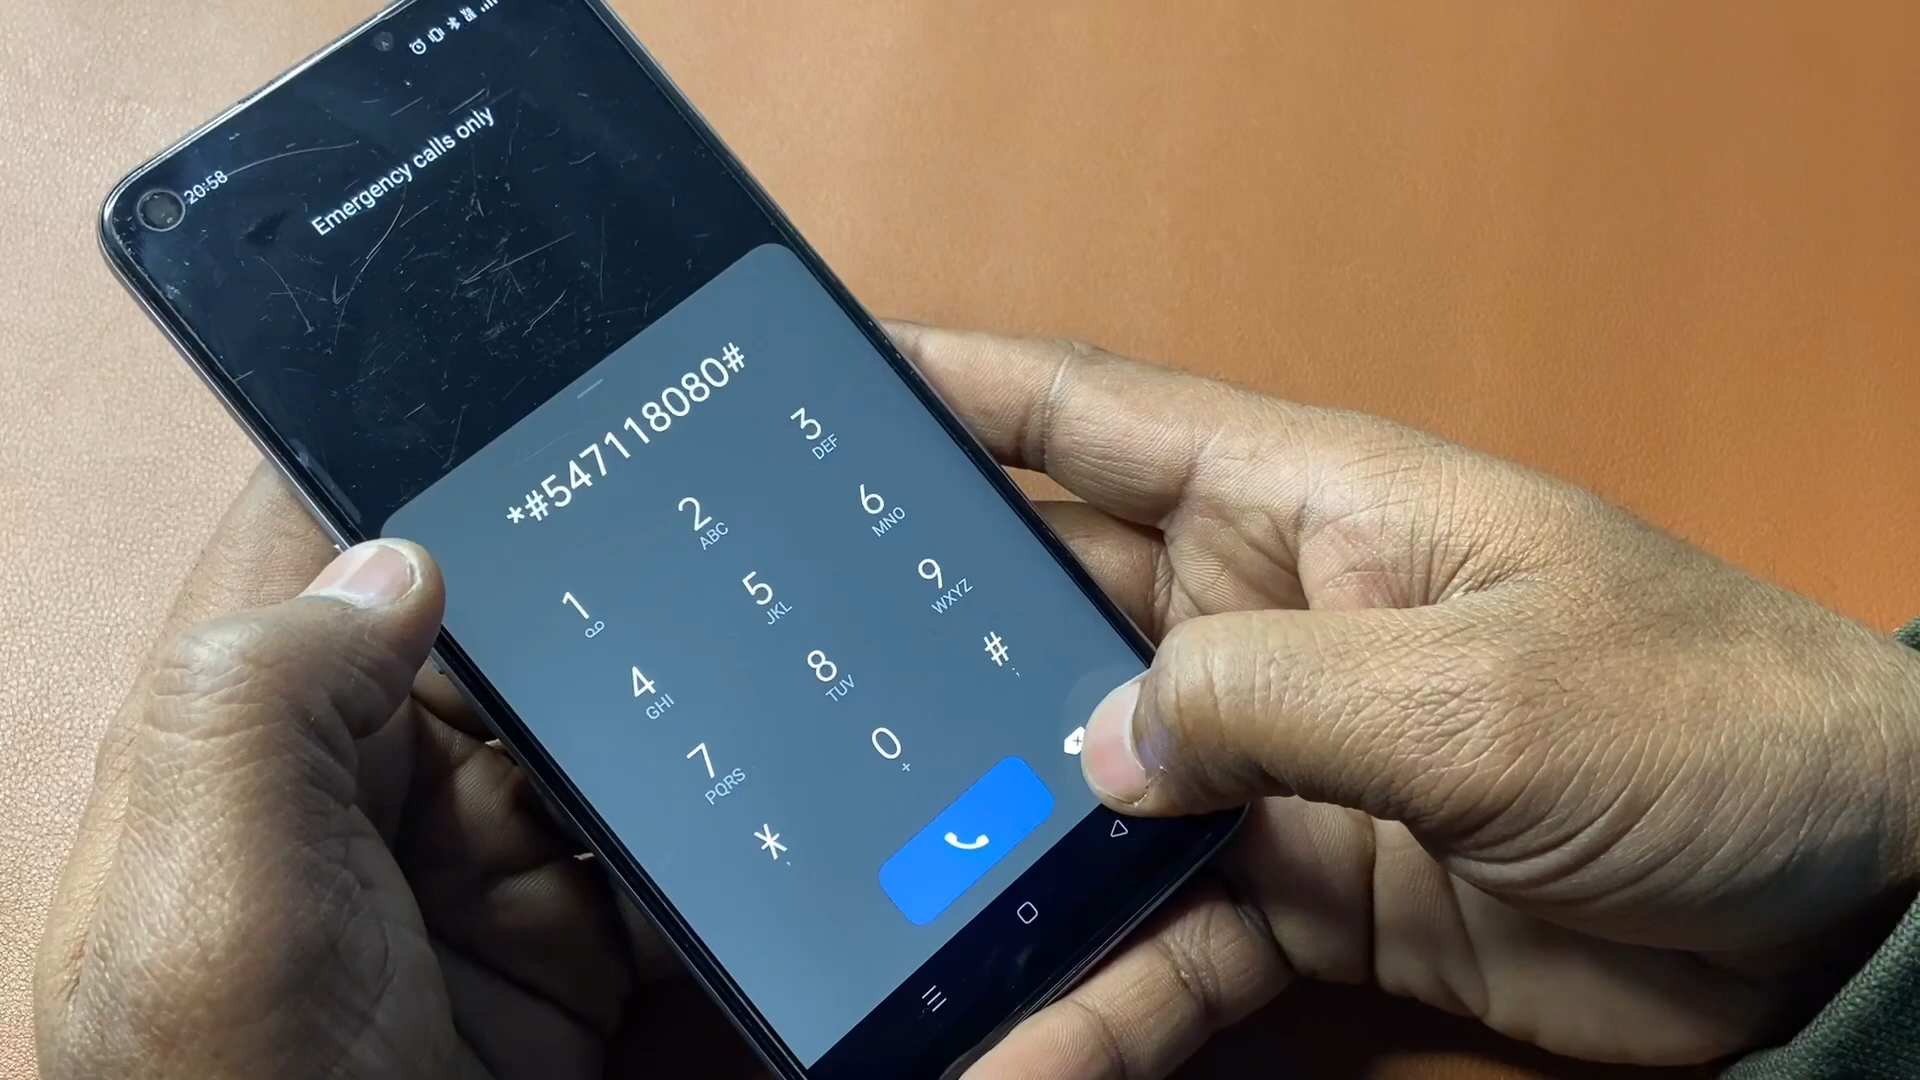 20:58
Emergency calls only
*#547118080#
1
2
ABC
3
DEF
4
GHI
5
JKL
6
MNO
7
PQRS
8
TUV
9
WXYZ
*
,
0
+
#
;